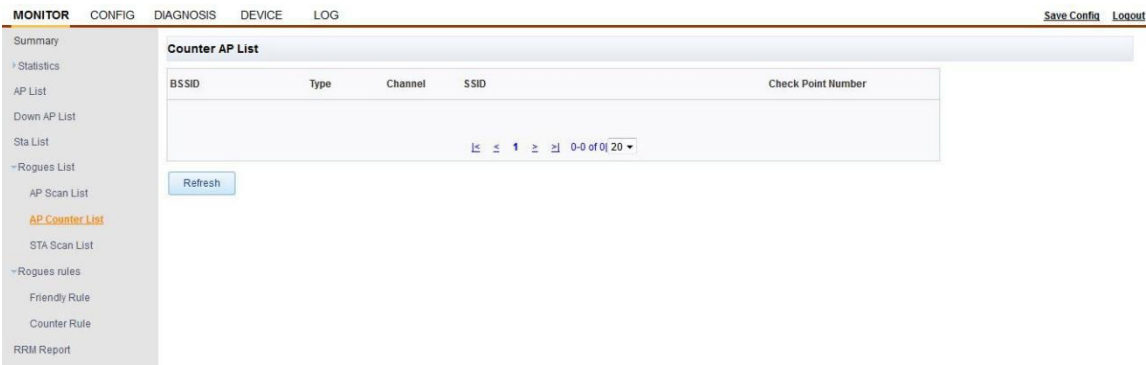 MONITOR CONFIG DIAGNOSIS DEVICE LOG Save Config Logout
Summary
Statistics
AP List
Down AP List
Sta List
Rogues List
AP Scan List
AP Counter List
STA Scan List
Rogues rules
Friendly Rule
Counter Rule
RRM Report
Counter AP List
BSSID Type Channel SSID Check Point Number
|< < 1 > >| 0-0 of 0| 20
Refresh